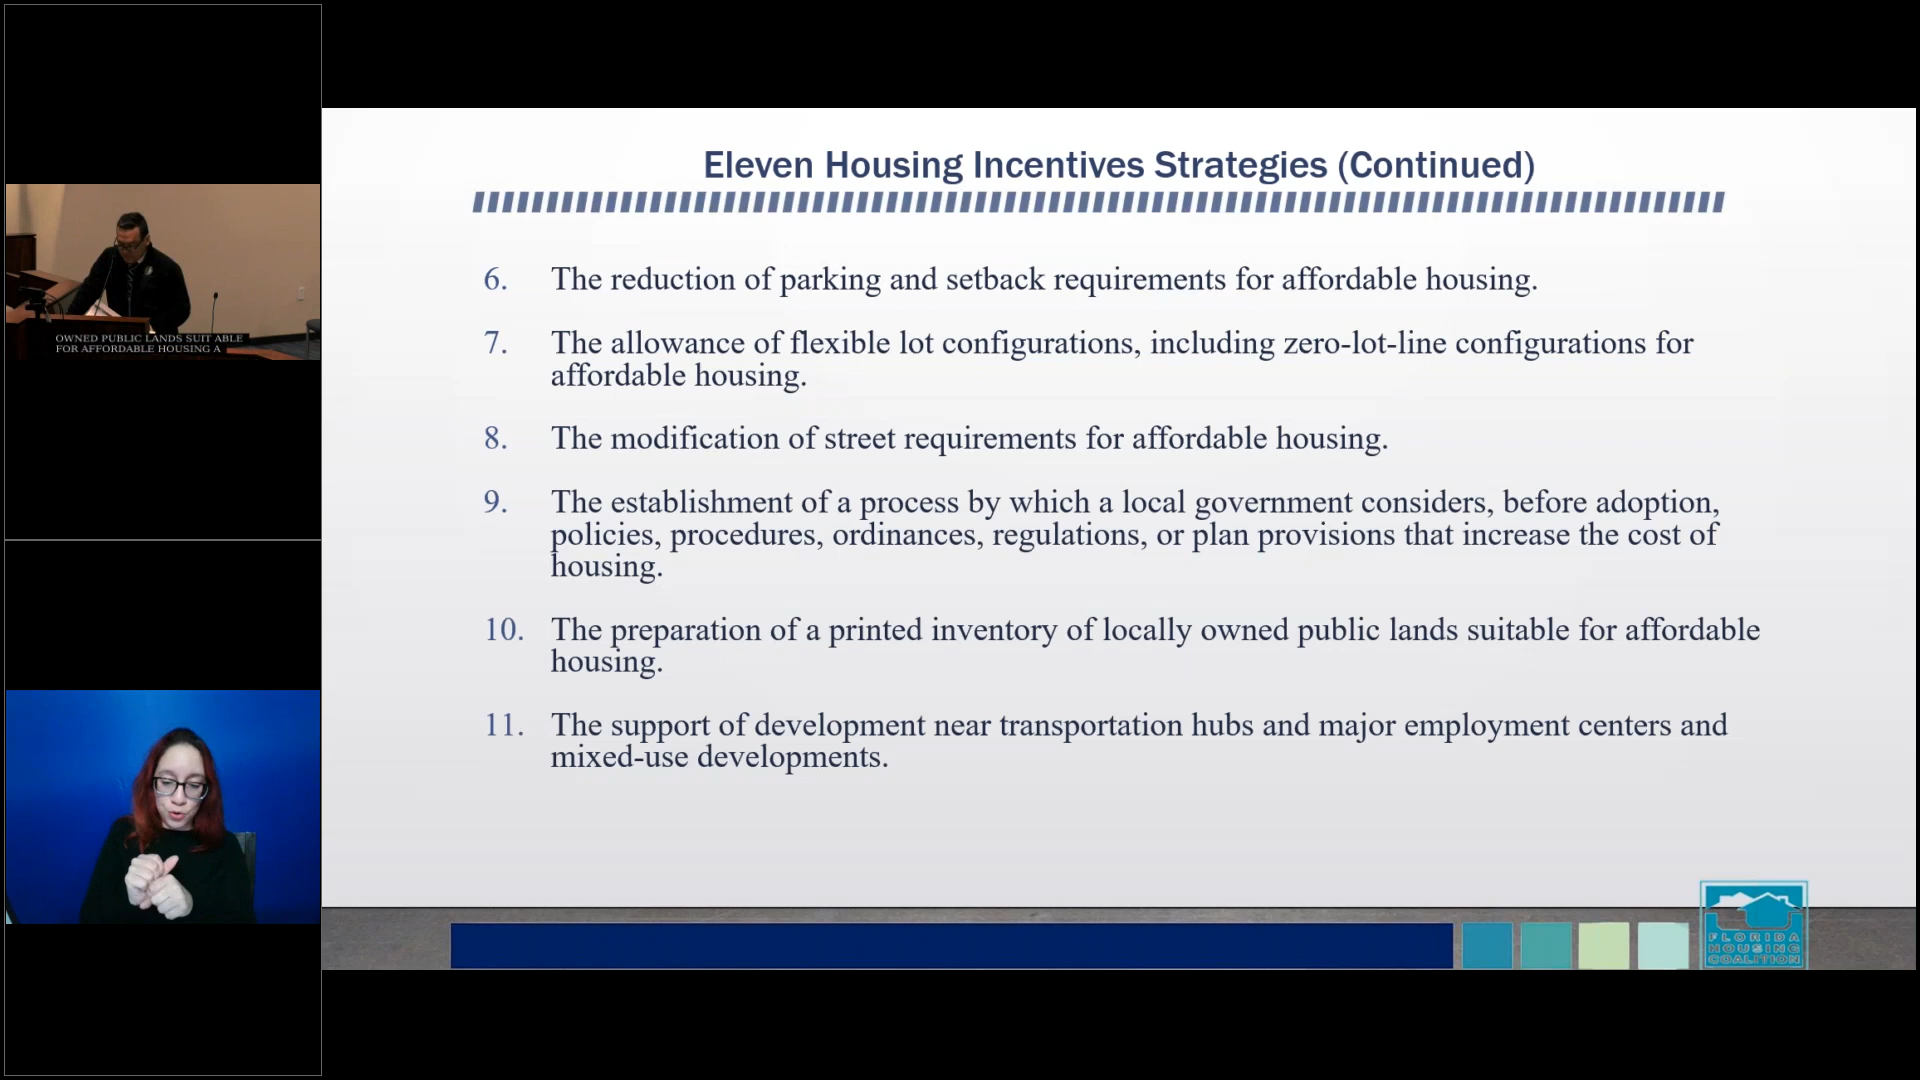 Eleven Housing Incentives Strategies (Continued)
6. The reduction of parking and setback requirements for affordable housing.
7. The allowance of flexible lot configurations, including zero-lot-line configurations for
affordable housing.
8. The modification of street requirements for affordable housing.
9. The establishment of a process by which a local government considers, before adoption,
policies, procedures, ordinances, regulations, or plan provisions that increase the cost of
housing.
10. The preparation of a printed inventory of locally owned public lands suitable for affordable
housing.
11. The support of development near transportation hubs and major employment centers and
mixed-use developments.
OWNED PUBLIC LANDS SUIT ABLE
FOR AFFORDABLE HOUSING A
FLORIDA
HOUSING
COALITION